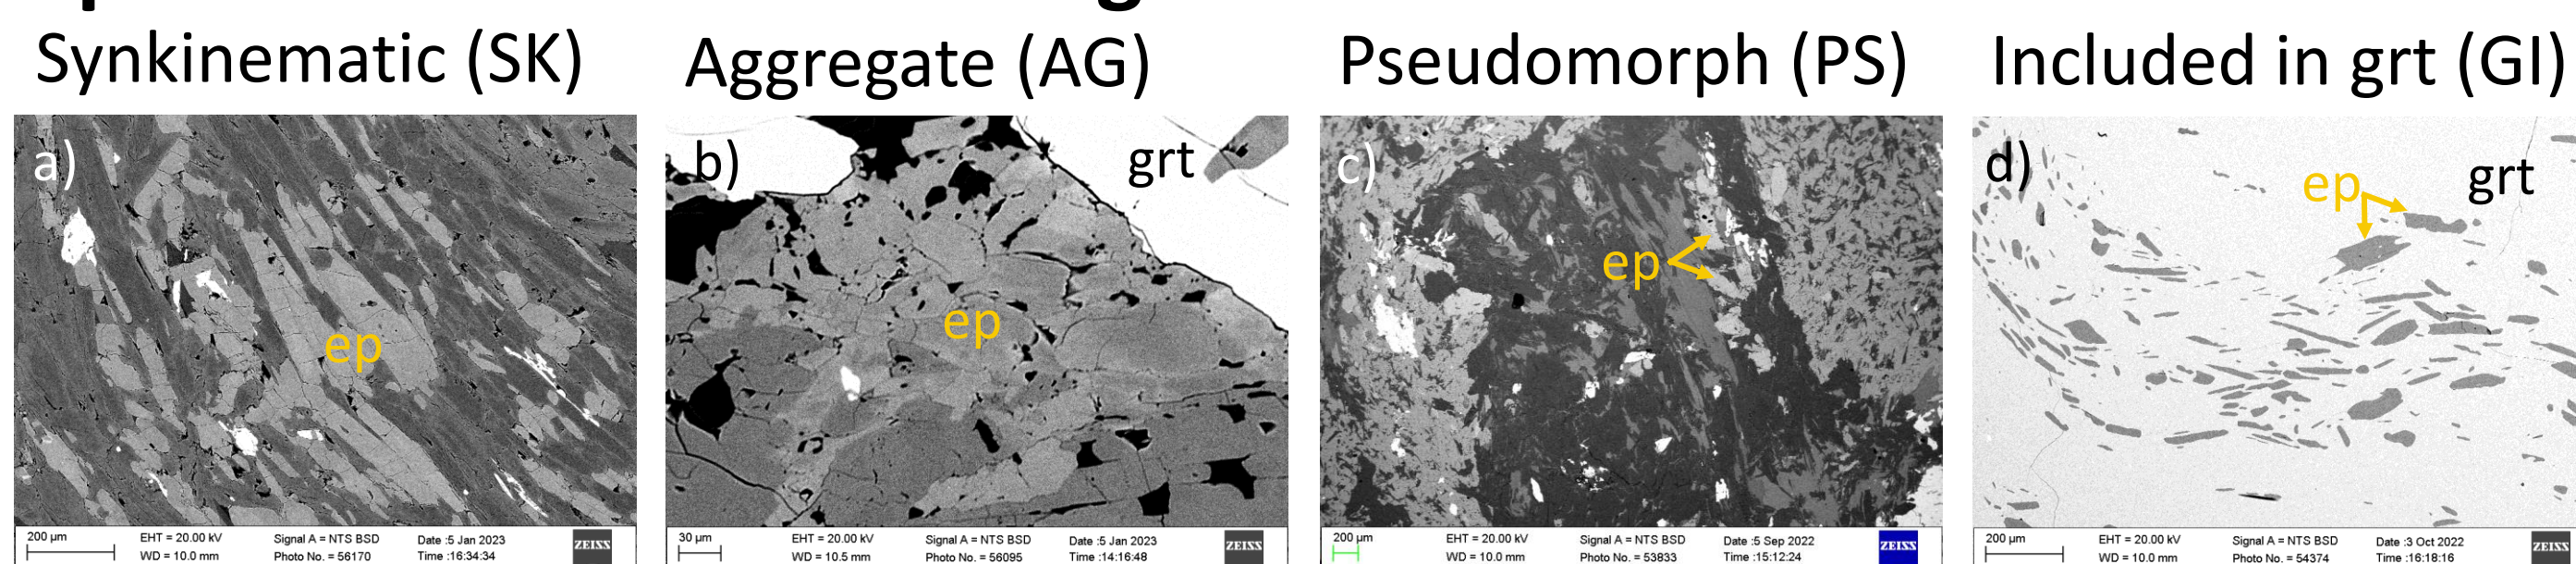 Synkinematic (SK)
Aggregate (AG)
Pseudomorph (PS)
Included in grt (GI)
a)
ep
200 µm
EHT = 20.00 kV
Signal A = NTS BSD
Date :5 Jan 2023
WD = 10.0 mm
Photo No. = 56170
Time :16:34:34
ZEISS
b)
grt
ep
30 µm
EHT = 20.00 kV
Signal A = NTS BSD
Date :5 Jan 2023
WD = 10.5 mm
Photo No. = 56095
Time :14:16:48
ZEISS
c)
ep
200 µm
EHT = 20.00 kV
Signal A = NTS BSD
Date :5 Sep 2022
WD = 10.0 mm
Photo No. = 53833
Time :15:12:24
ZEISS
d)
ep
grt
200 µm
EHT = 20.00 kV
Signal A = NTS BSD
Date :3 Oct 2022
WD = 10.0 mm
Photo No. = 54374
Time :16:18:16
ZEISS